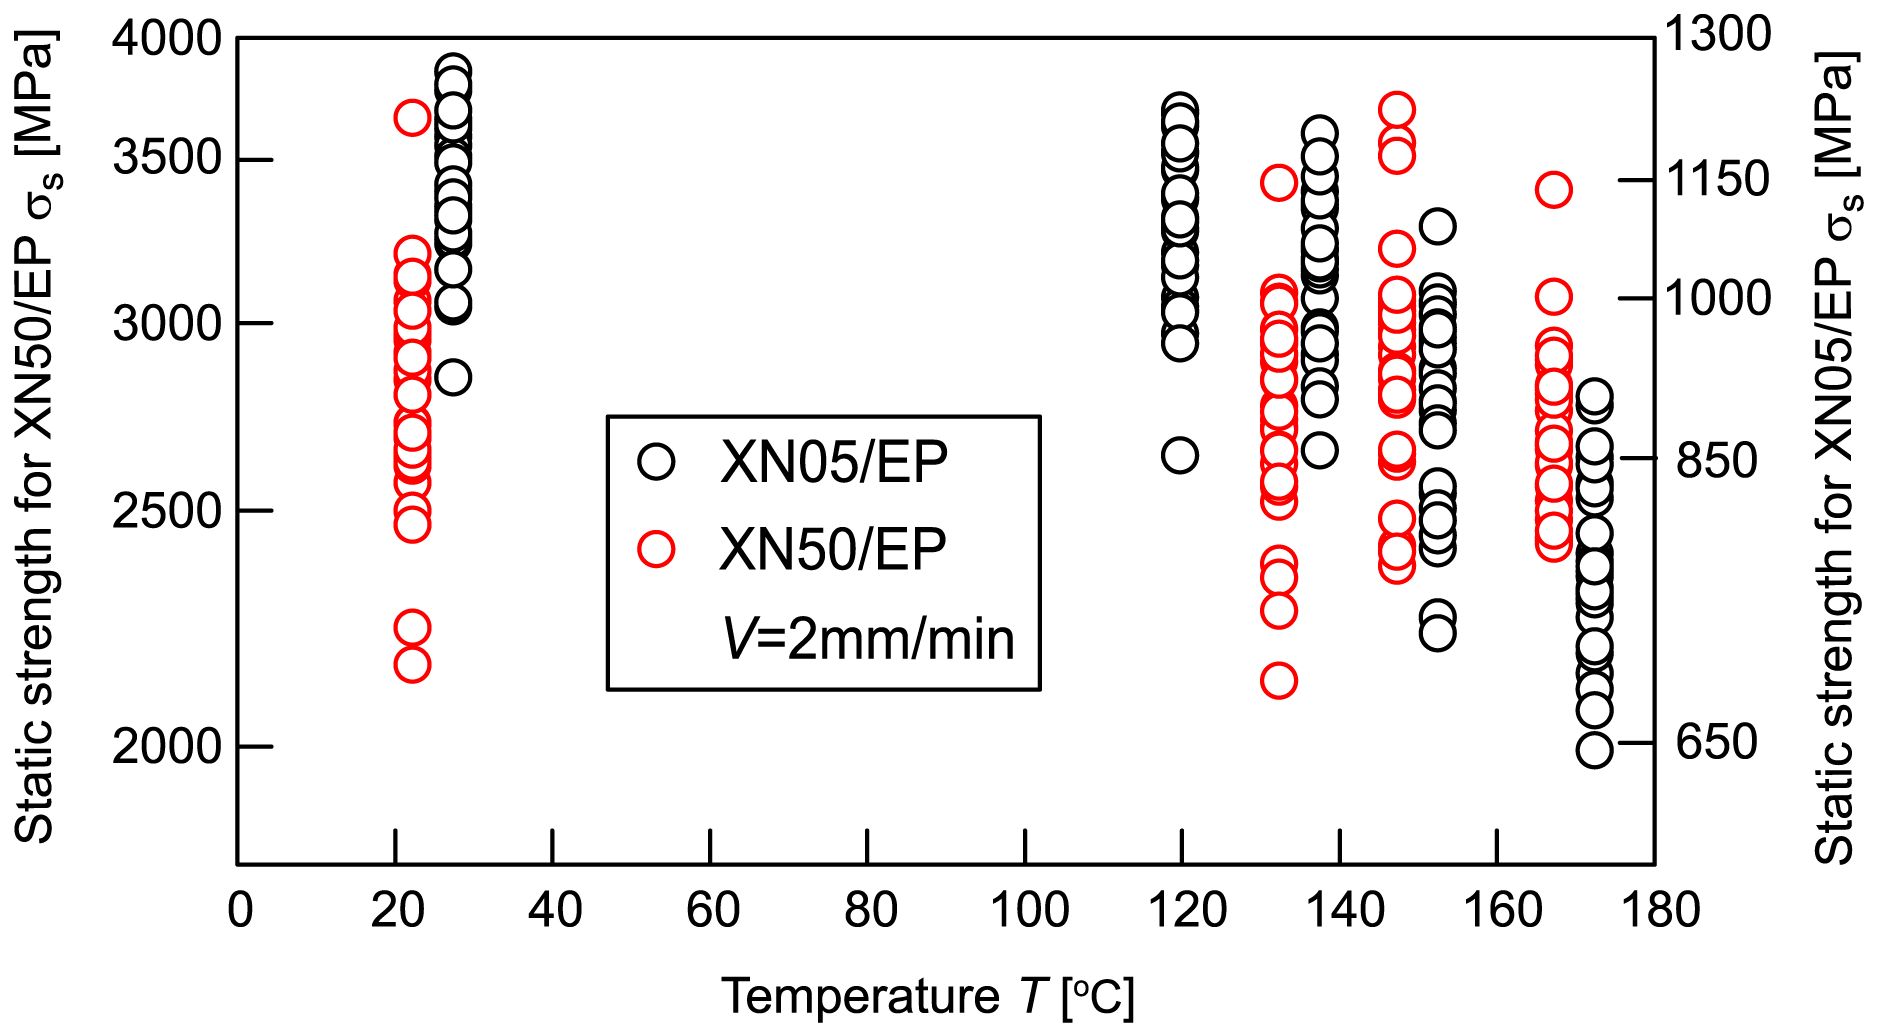 Static strength for XN50/EP σs [MPa]
4000
3500
3000
2500
2000
XN05/EP
XN50/EP
V=2mm/min
1300
1150
1000
850
650
Static strength for XN05/EP σs [MPa]
0 20 40 60 80 100 120 140 160 180
Temperature T [oC]